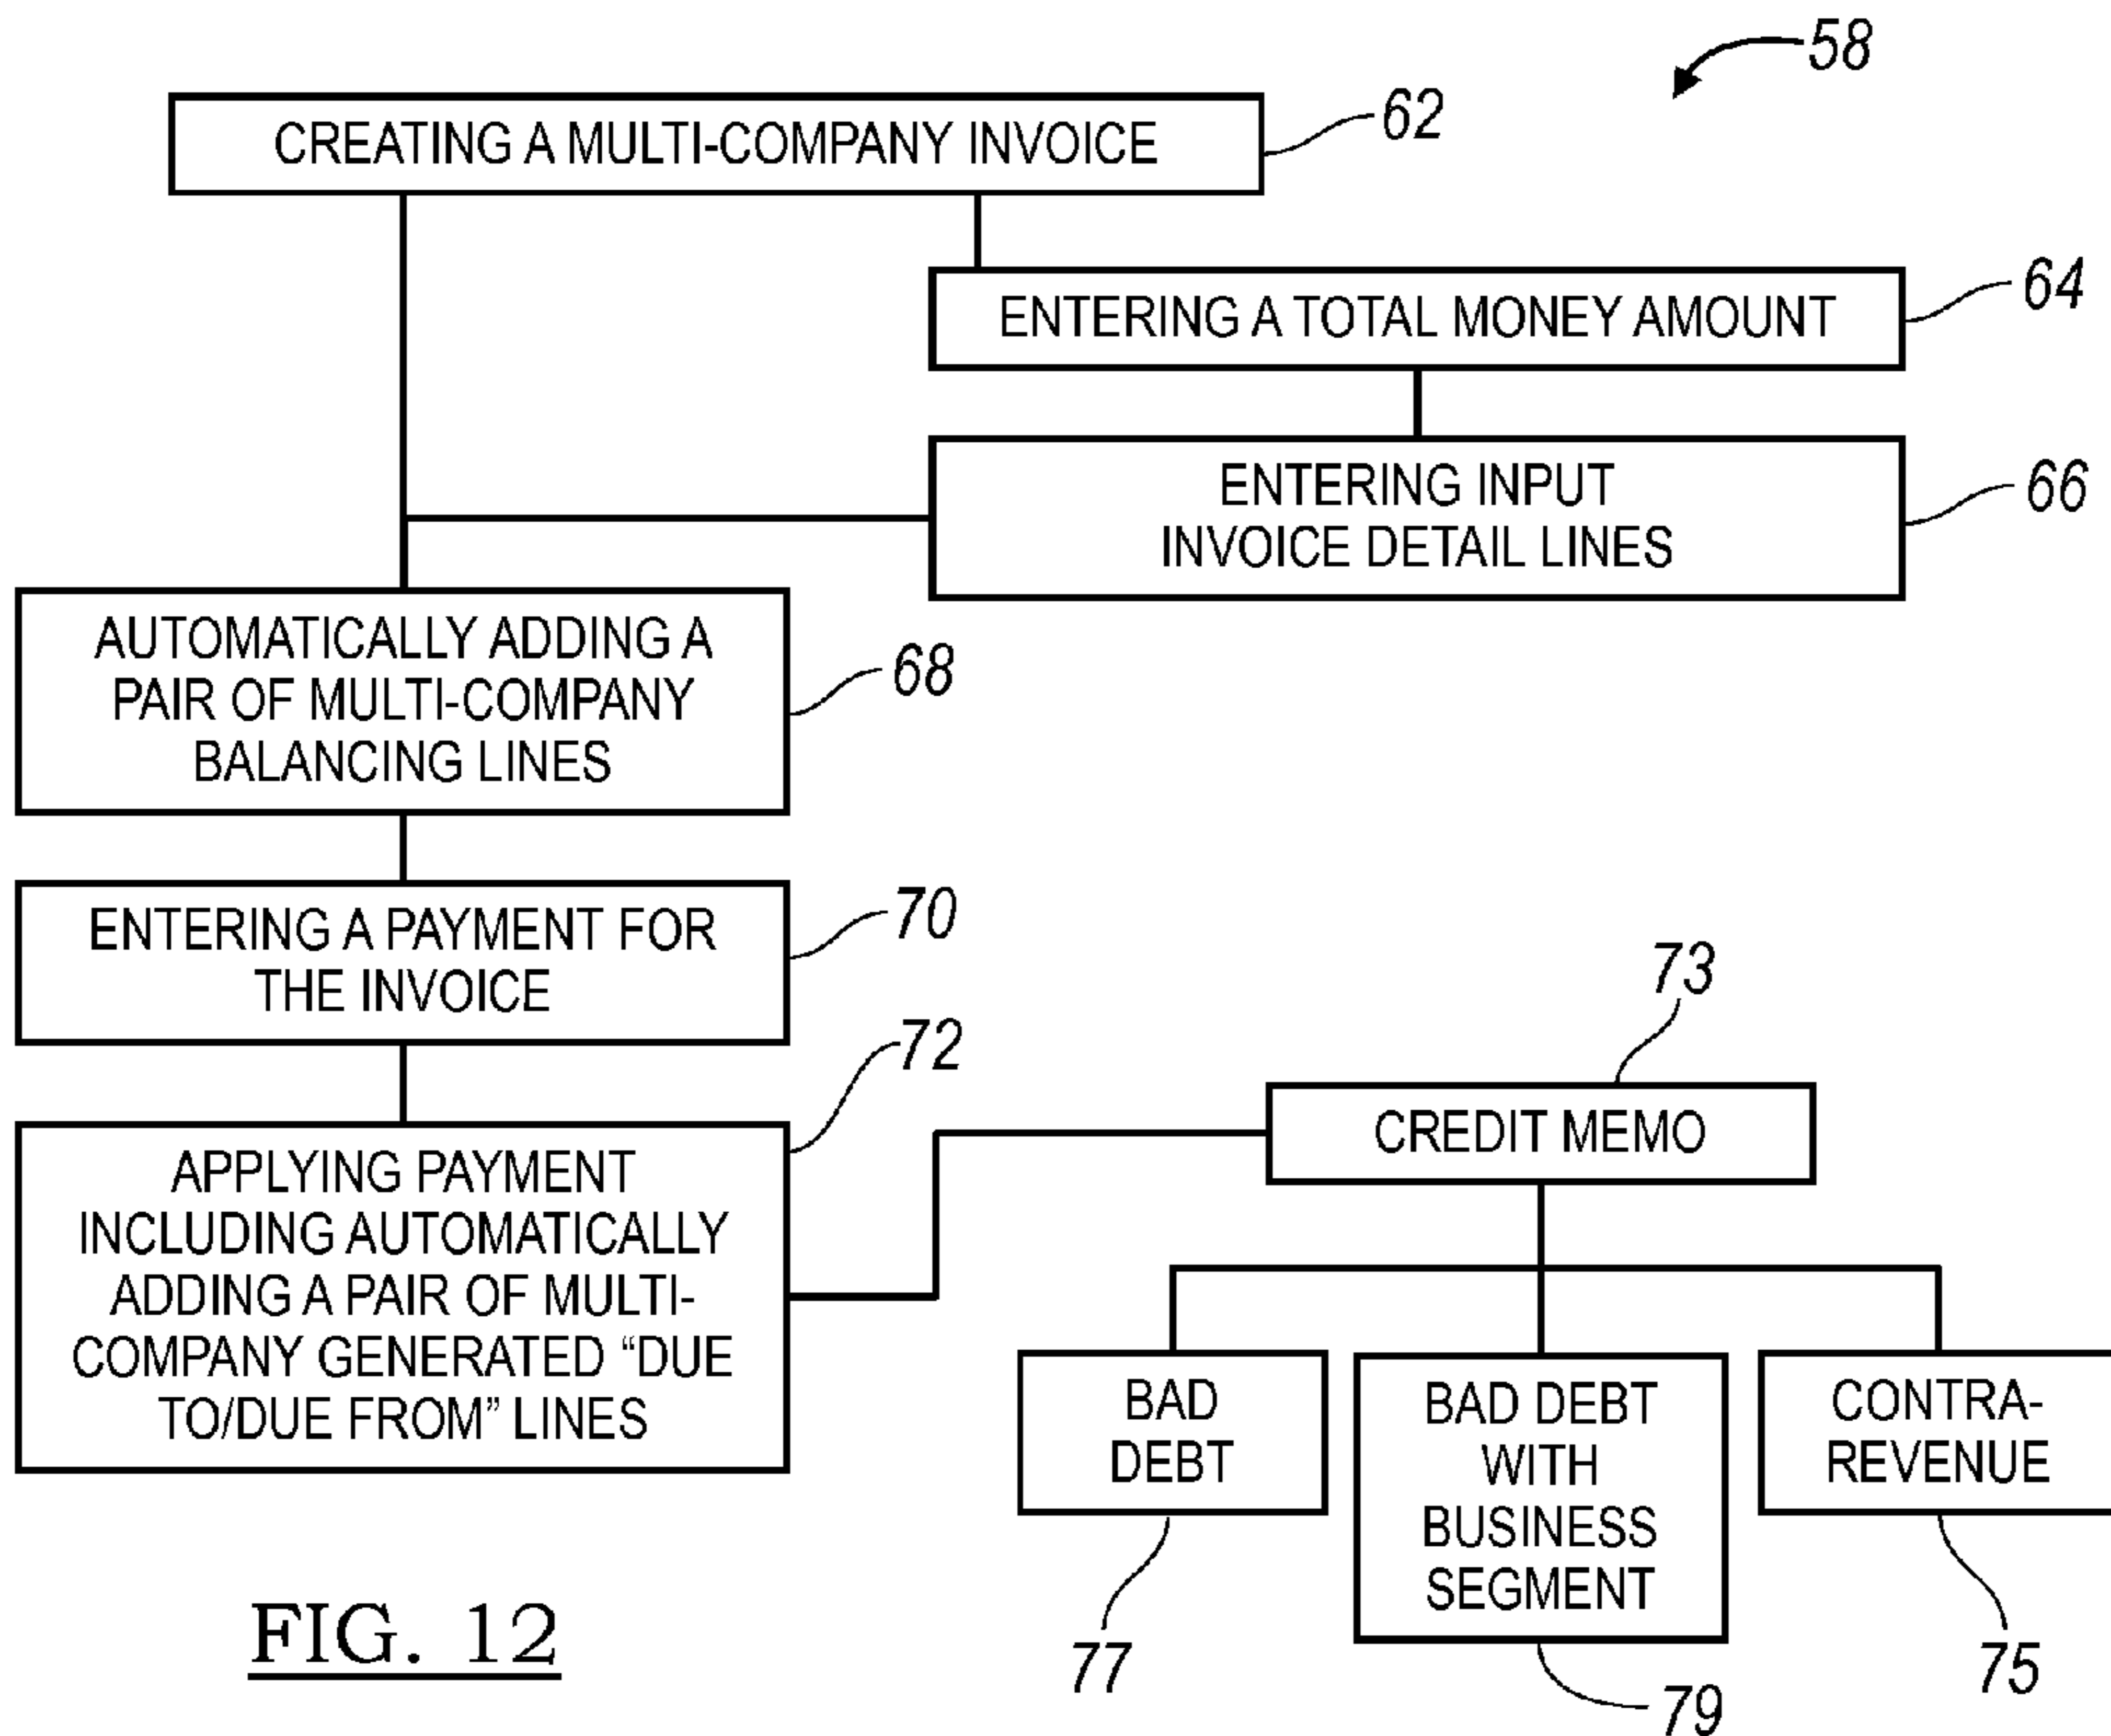 58
CREATING A MULTI-COMPANY INVOICE
62
ENTERING A TOTAL MONEY AMOUNT
64
ENTERING INPUT
INVOICE DETAIL LINES
66
AUTOMATICALLY ADDING A
PAIR OF MULTI-COMPANY
BALANCING LINES
68
ENTERING A PAYMENT FOR
THE INVOICE
70
APPLYING PAYMENT
INCLUDING AUTOMATICALLY
ADDING A PAIR OF MULTI-
COMPANY GENERATED “DUE
TO/DUE FROM” LINES
72
73
CREDIT MEMO
BAD
DEBT
77
BAD DEBT
WITH
BUSINESS
SEGMENT
79
CONTRA-
REVENUE
75
FIG. 12